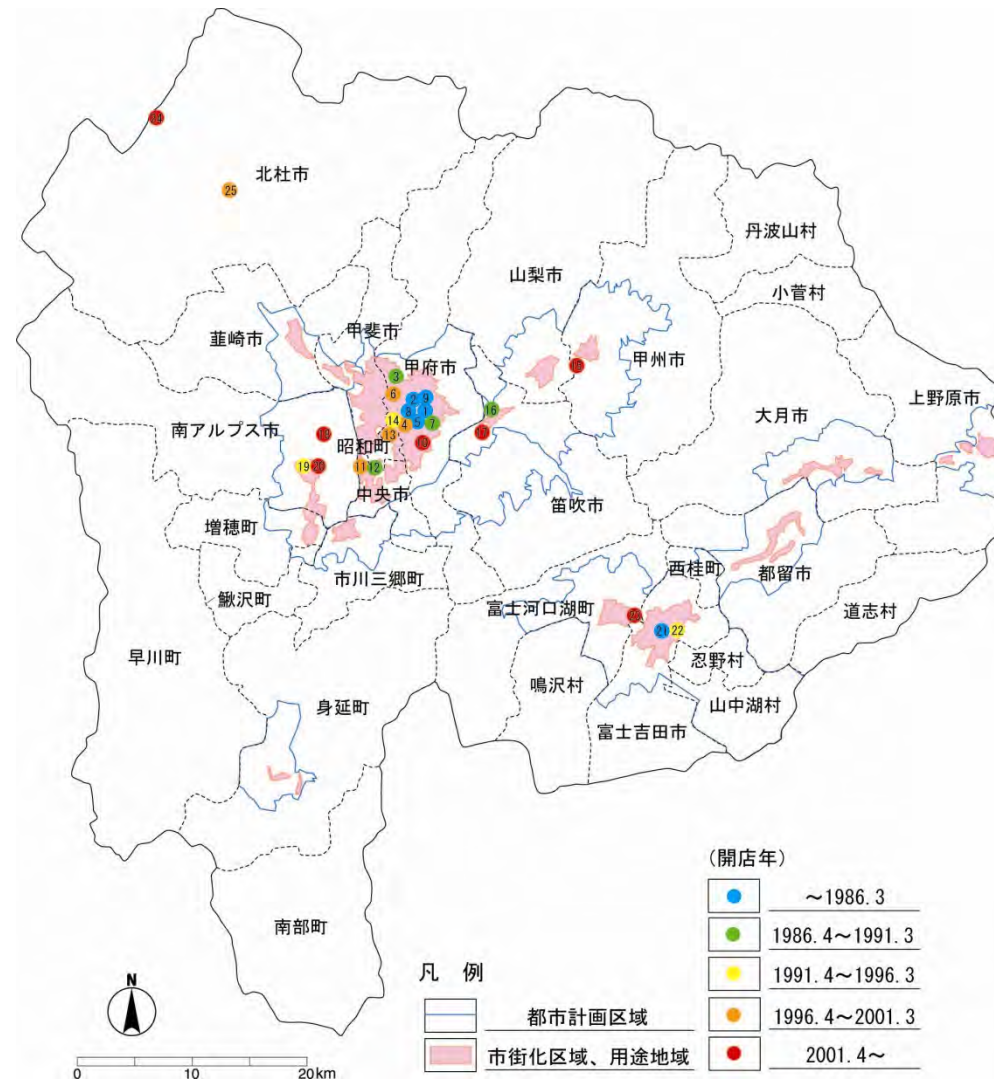 北杜市
25
丹波山村
山梨市
小菅村
韮崎市
甲斐市
甲府市
甲州市
3
6
2
9
8
1
16
大月市
上野原市
14
4
5
7
南アルプス市
昭和町
13
19
11
12
中央市
笛吹市
増穂町
市川三郷町
西桂町
都留市
鰍沢町
富士河口湖町
道志村
21
22
早川町
忍野村
鳴沢村
身延町
山中湖村
富士吉田市
南部町
(開店年)
～1986.3
1986.4～1991.3
1991.4～1996.3
1996.4～2001.3
2001.4～
凡 例
都市計画区域
市街化区域、用途地域
N
0 10 20km